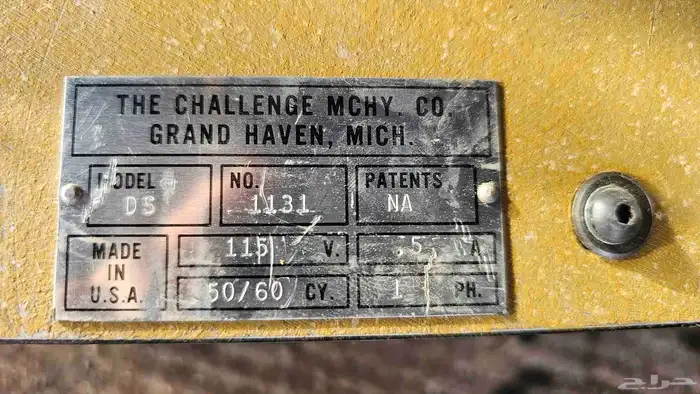 THE CHALLENGE MCHY. CO.
GRAND HAVEN, MICH.
MODEL DS
NO. 1131
PATENTS NA
MADE IN U.S.A.
115 V.
.5 A
50/60 CY.
1 PH.
حراج